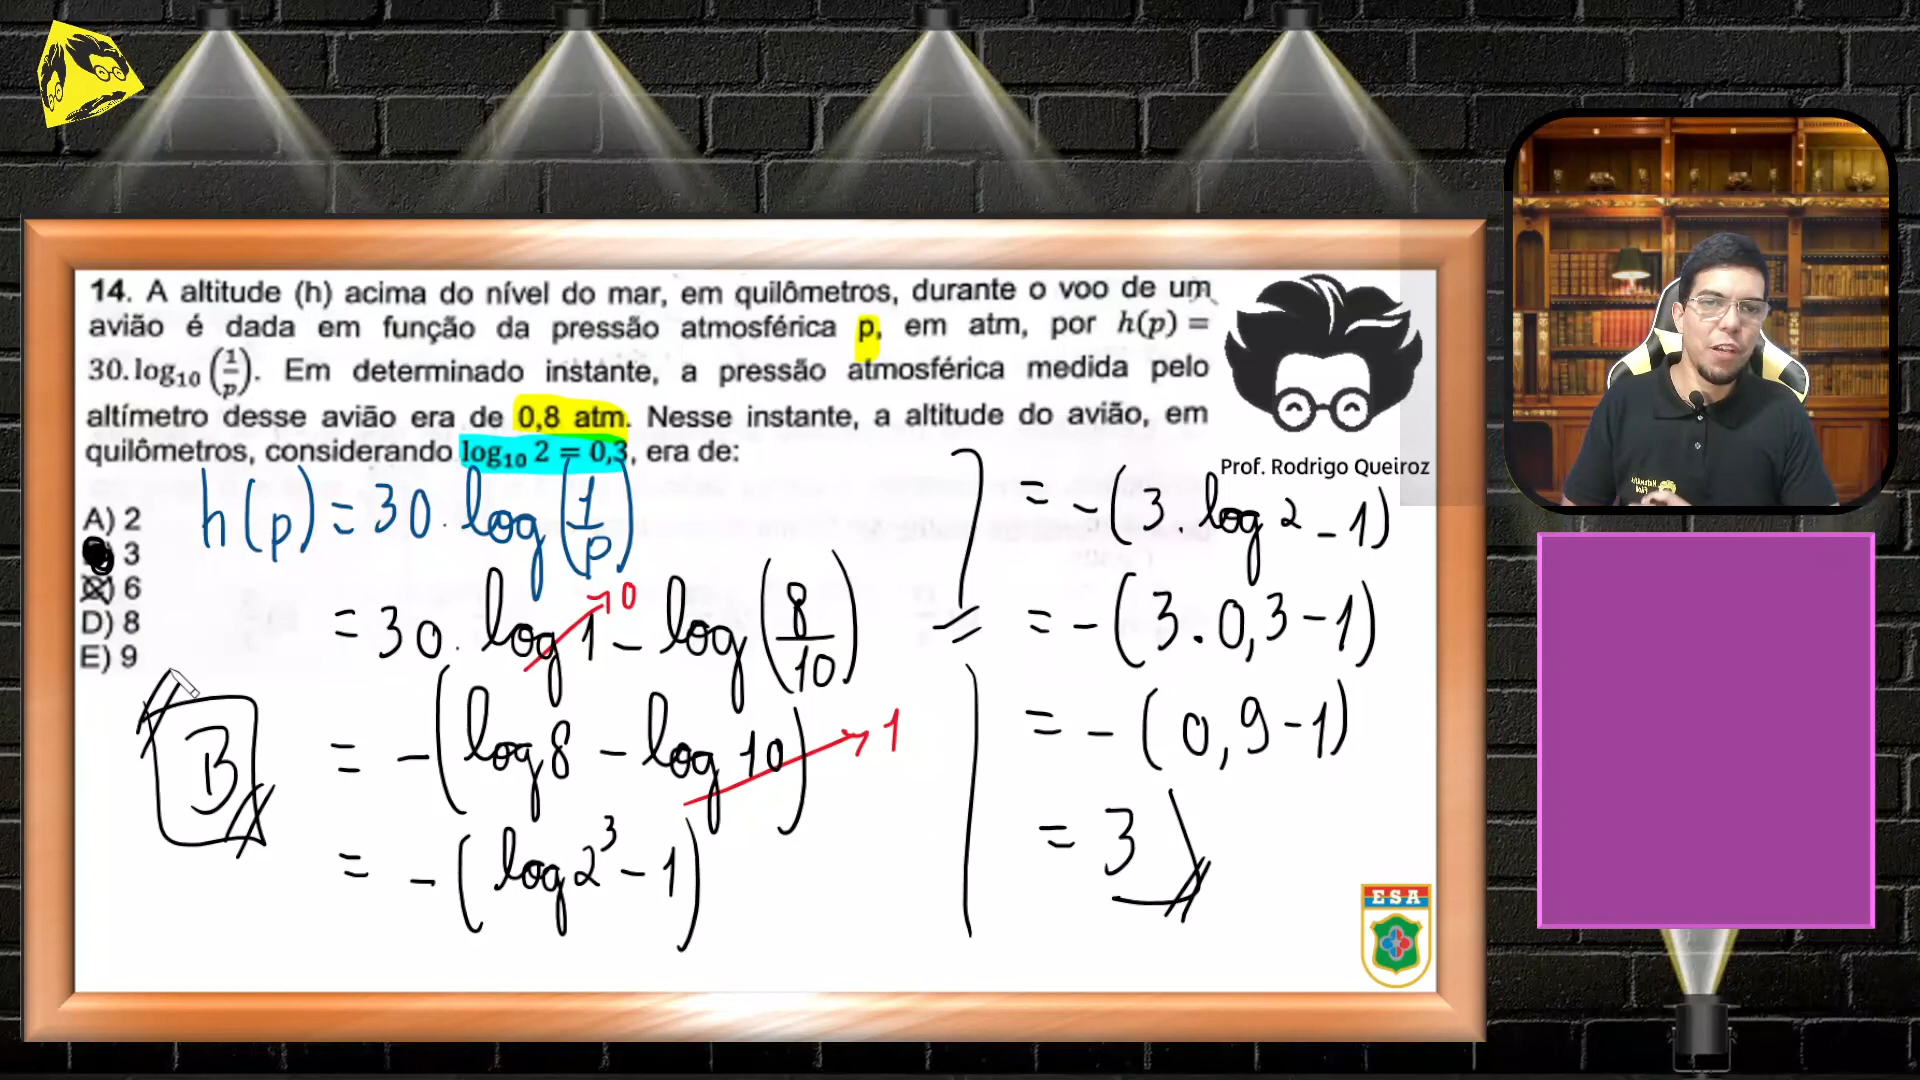 14. A altitude (h) acima do nível do mar, em quilômetros, durante o voo de um
avião é dada em função da pressão atmosférica p, em atm, por h(p) =
30. log₁₀ (1/p). Em determinado instante, a pressão atmosférica medida pelo
altímetro desse avião era de 0,8 atm. Nesse instante, a altitude do avião, em
quilômetros, considerando log₁₀ 2 = 0,3, era de:
A) 2
3
6
D) 8
E) 9
h(p) = 30. log(1/p)
= 30. log 1 - log(8/10)
0
= -(log 8 - log 10)
1
= -(log 2³ - 1)
B
= -(3. log 2 - 1)
= -(3.0,3-1)
= -(0,9-1)
= 3
Prof. Rodrigo Queiroz
ESA